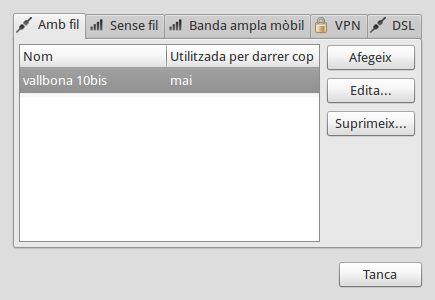 Amb fil Sense fil Banda ampla mòbil VPN DSL
Nom Utilitzada per darrer cop
vallbona 10bis mai
Afegeix
Edita...
Suprimeix...
Tanca